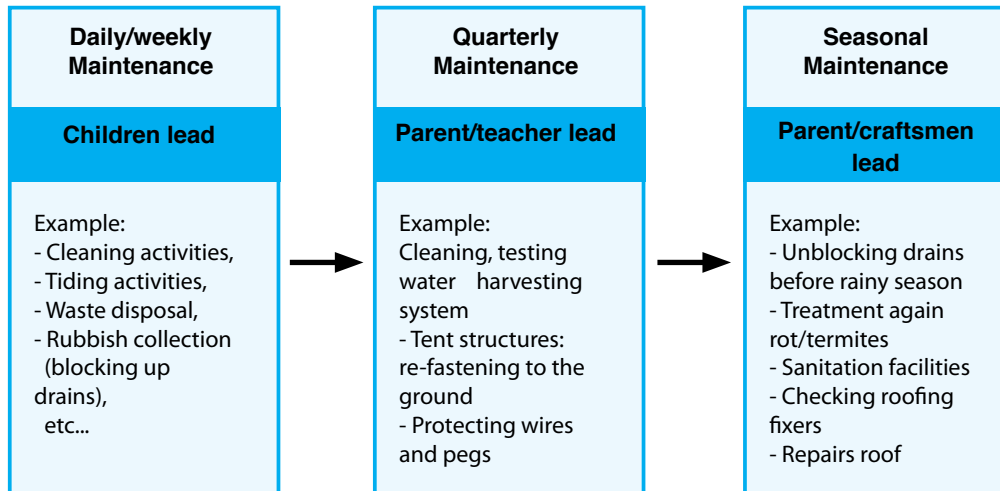 Daily/weekly
Maintenance
Children lead
Example:
- Cleaning activities,
- Tiding activities,
- Waste disposal,
- Rubbish collection
(blocking up
drains),
etc...
Quarterly
Maintenance
Parent/teacher lead
Example:
Cleaning, testing
water harvesting
system
- Tent structures:
re-fastening to the
ground
- Protecting wires
and pegs
Seasonal
Maintenance
Parent/craftsmen
lead
Example:
- Unblocking drains
before rainy season
- Treatment again
rot/termites
- Sanitation facilities
- Checking roofing
fixers
- Repairs roof